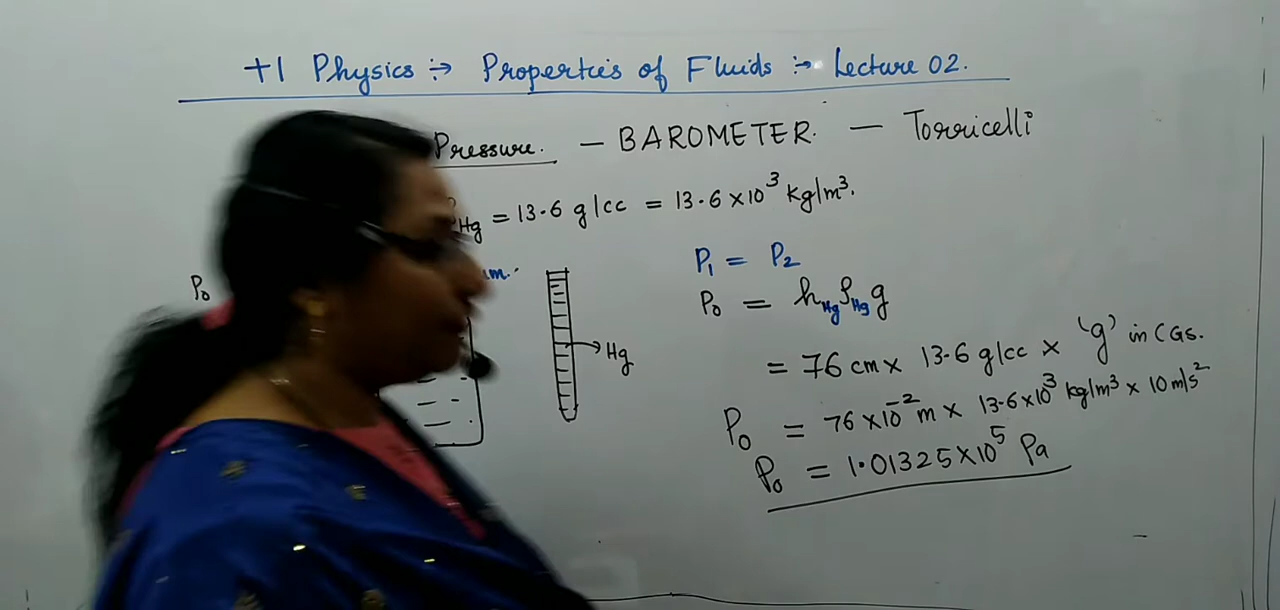 +1 Physics :→ Properties of Fluids :→ Lecture 02.
Pressure. — BAROMETER. — Torricelli
Hg = 13.6 g/cc = 13.6 × 10³ kg/m³.
P₀
m.
→ Hg
P₁ = P₂
P₀ = h_Hg ρ_Hg g
= 76 cm × 13.6 g/cc × 'g' in CGS.
P₀ = 76 × 10⁻² m × 13.6 × 10³ kg/m³ × 10 m/s²
P₀ = 1.01325 × 10⁵ Pa